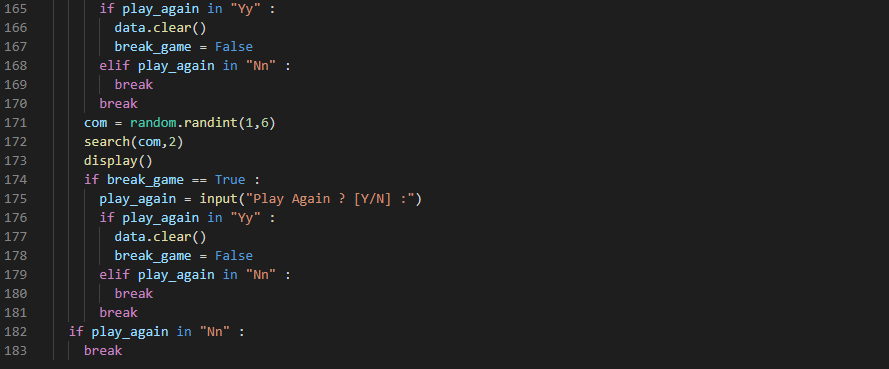 165 if play_again in "Yy" :
166 data.clear()
167 break_game = False
168 elif play_again in "Nn" :
169 break
170 break
171 com = random.randint(1,6)
172 search(com,2)
173 display()
174 if break_game == True :
175 play_again = input("Play Again ? [Y/N] :")
176 if play_again in "Yy" :
177 data.clear()
178 break_game = False
179 elif play_again in "Nn" :
180 break
181 break
182 if play_again in "Nn" :
183 break